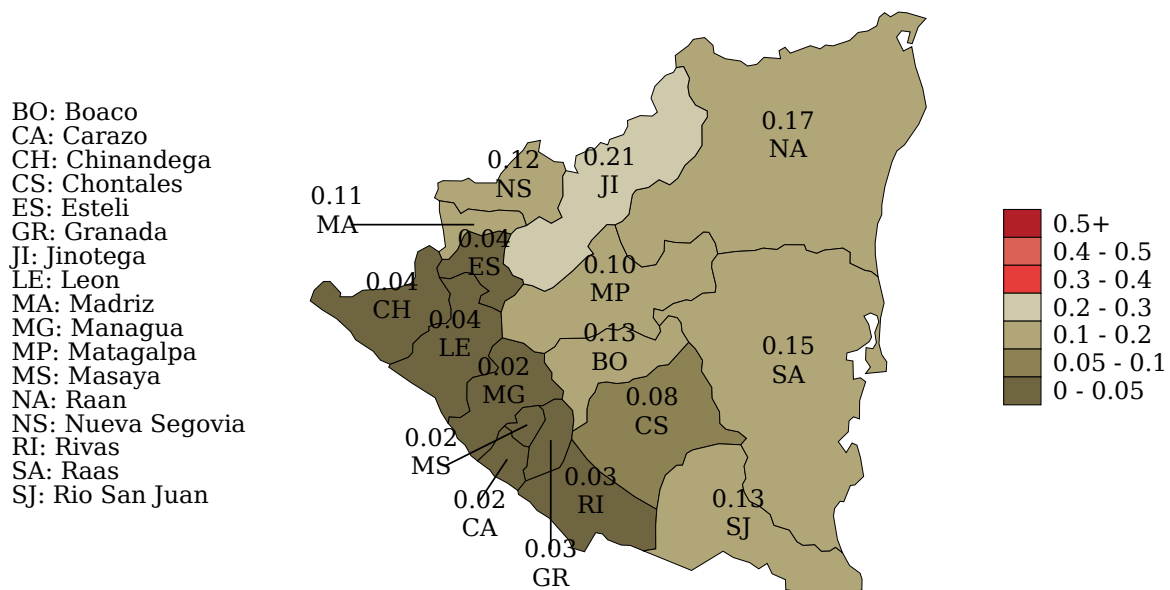 BO: Boaco
CA: Carazo
CH: Chinandega
CS: Chontales
ES: Esteli
GR: Granada
JI: Jinotega
LE: Leon
MA: Madriz
MG: Managua
MP: Matagalpa
MS: Masaya
NA: Raan
NS: Nueva Segovia
RI: Rivas
SA: Raas
SJ: Rio San Juan
0.17
NA
0.12
NS
0.21
JI
0.11
MA
0.04
ES
0.10
MP
0.04
CH
0.04
LE
0.13
BO
0.15
SA
0.02
MG
0.08
CS
0.02
MS
0.03
RI
0.02
CA
0.13
SJ
0.03
GR
0.5+
0.4 - 0.5
0.3 - 0.4
0.2 - 0.3
0.1 - 0.2
0.05 - 0.1
0 - 0.05